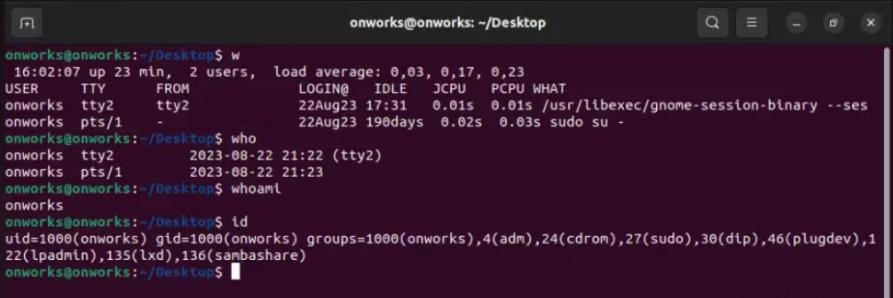 onworks@onworks: ~/Desktop
onworks@onworks:~/Desktop$ w
16:02:07 up 23 min,  2 users,  load average: 0,03, 0,17, 0,23
USER     TTY      FROM             LOGIN@   IDLE   JCPU   PCPU WHAT
onworks  tty2     tty2             22Aug23 17:31   0.01s  0.01s /usr/libexec/gnome-session-binary --ses
onworks  pts/1    -                22Aug23 190days  0.02s  0.03s sudo su -
onworks@onworks:~/Desktop$ who
onworks  tty2         2023-08-22 21:22 (tty2)
onworks  pts/1        2023-08-22 21:23
onworks@onworks:~/Desktop$ whoami
onworks
onworks@onworks:~/Desktop$ id
uid=1000(onworks) gid=1000(onworks) groups=1000(onworks),4(adm),24(cdrom),27(sudo),30(dip),46(plugdev),1
22(lpadmin),135(lxd),136(sambashare)
onworks@onworks:~/Desktop$